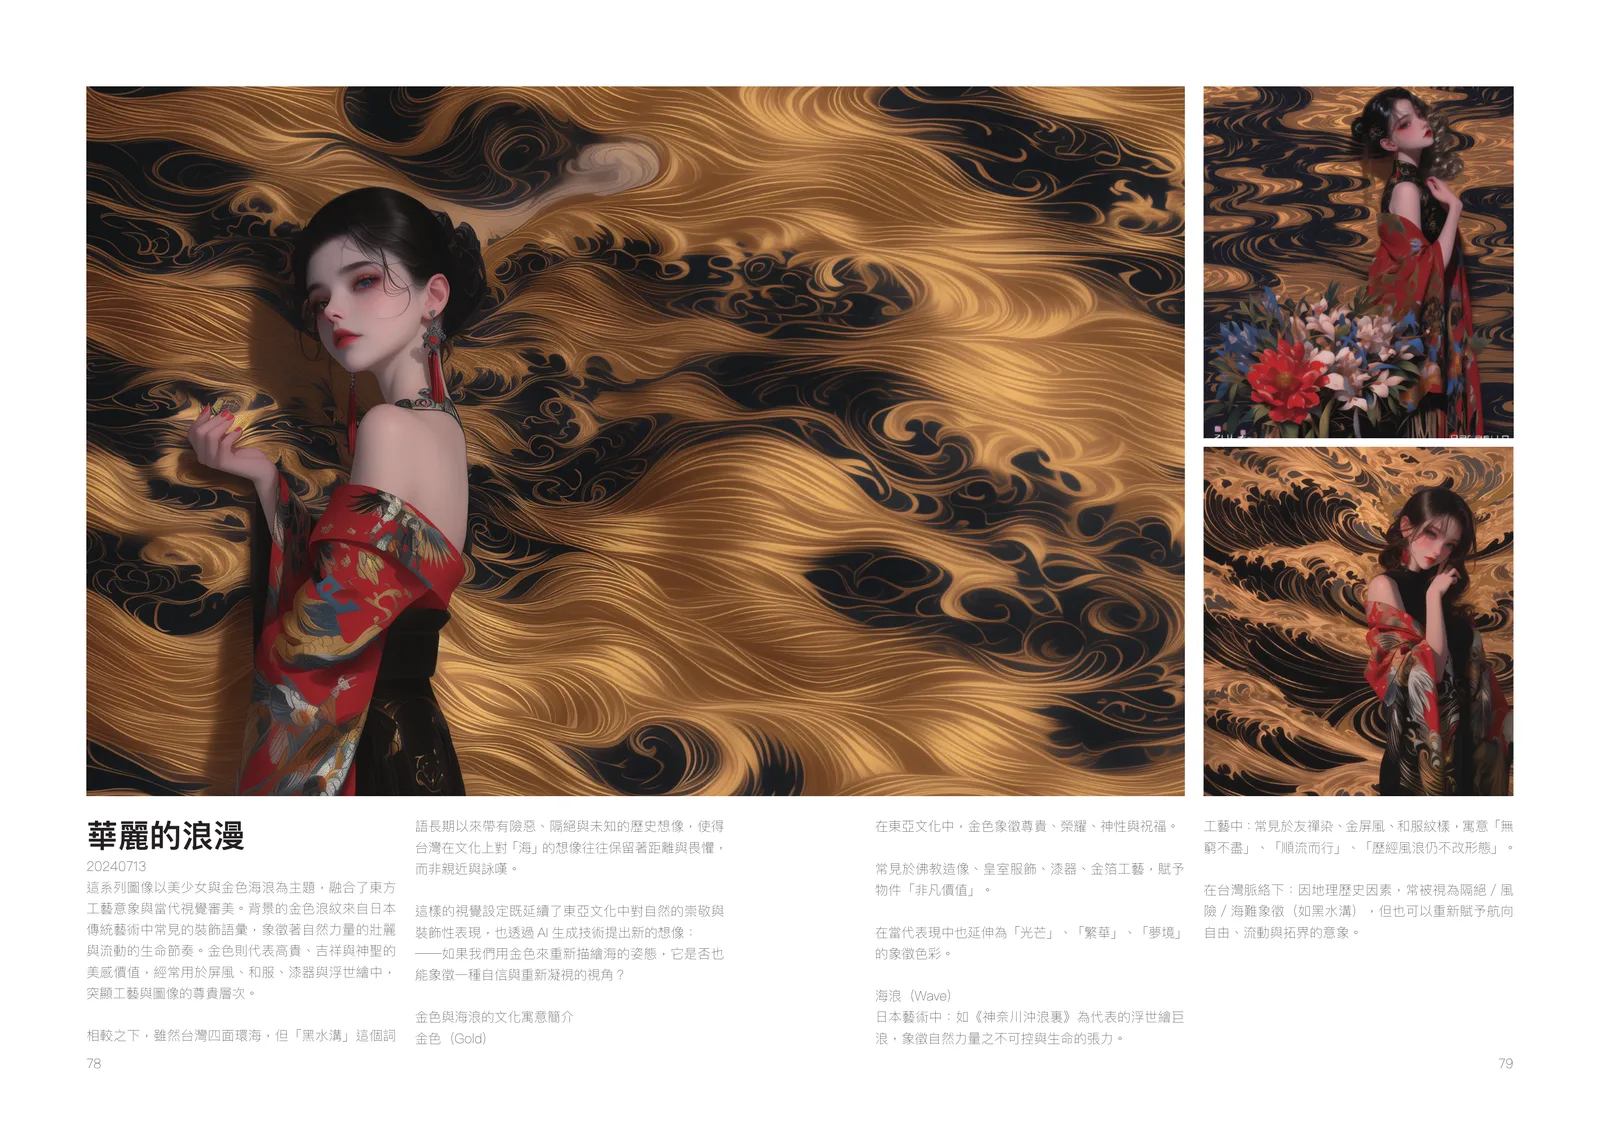 華麗的浪漫
20240713
這系列圖像以美少女與金色海浪為主題，融合了東方
工藝意象與當代視覺審美。背景的金色浪紋來自日本
傳統藝術中常見的裝飾語彙，象徵著自然力量的壯麗
與流動的生命節奏。金色則代表高貴、吉祥與神聖的
美感價值，經常用於屏風、和服、漆器與浮世繪中，
突顯工藝與圖像的尊貴層次。
相較之下，雖然台灣四面環海，但「黑水溝」這個詞
語長期以來帶有險惡、隔絕與未知的歷史想像，使得
台灣在文化上對「海」的想像往往保留著距離與畏懼，
而非親近與詠嘆。
這樣的視覺設定既延續了東亞文化中對自然的崇敬與
裝飾性表現，也透過 AI 生成技術提出新的想像：
——如果我們用金色來重新描繪海的姿態，它是否也
能象徵一種自信與重新凝視的視角？
金色與海浪的文化寓意簡介
金色（Gold）
在東亞文化中，金色象徵尊貴、榮耀、神性與祝福。
常見於佛教造像、皇室服飾、漆器、金箔工藝，賦予
物件「非凡價值」。
在當代表現中也延伸為「光芒」、「繁華」、「夢境」
的象徵色彩。
海浪（Wave）
日本藝術中：如《神奈川沖浪裏》為代表的浮世繪巨
浪，象徵自然力量之不可控與生命的張力。
工藝中：常見於友禪染、金屏風、和服紋樣，寓意「無
窮不盡」、「順流而行」、「歷經風浪仍不改形態」。
在台灣脈絡下：因地理歷史因素，常被視為隔絕 / 風
險 / 海難象徵（如黑水溝），但也可以重新賦予航向
自由、流動與拓界的意象。
78
79